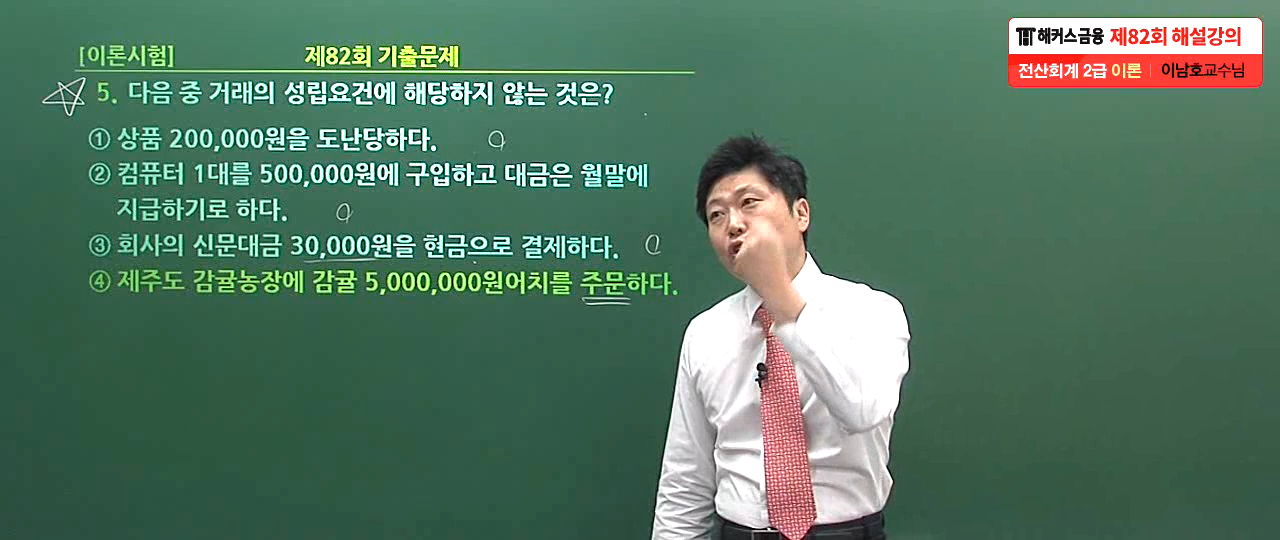 [이론시험] 제82회 기출문제
5. 다음 중 거래의 성립요건에 해당하지 않는 것은?
① 상품 200,000원을 도난당하다.
② 컴퓨터 1대를 500,000원에 구입하고 대금은 월말에
지급하기로 하다.
③ 회사의 신문대금 30,000원을 현금으로 결제하다.
④ 제주도 감귤농장에 감귤 5,000,000원어치를 주문하다.
해커스금융 제82회 해설강의
전산회계 2급 이론 | 이남호교수님